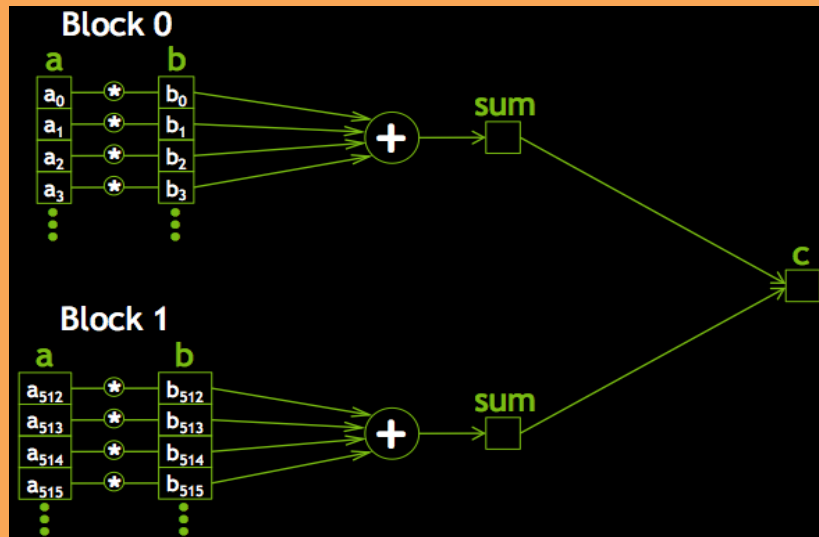 Block 0
a b
a0 * b0
a1 * b1
a2 * b2
a3 * b3
+
sum
c
Block 1
a b
a512 * b512
a513 * b513
a514 * b514
a515 * b515
+
sum